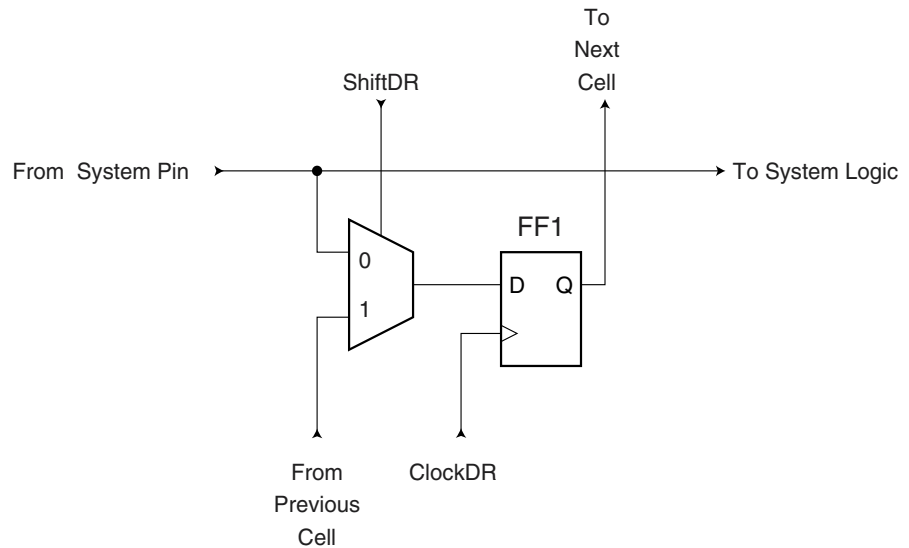 To
Next
Cell
ShiftDR
From System Pin
To System Logic
FF1
0
D Q
1
From
Previous
Cell
ClockDR